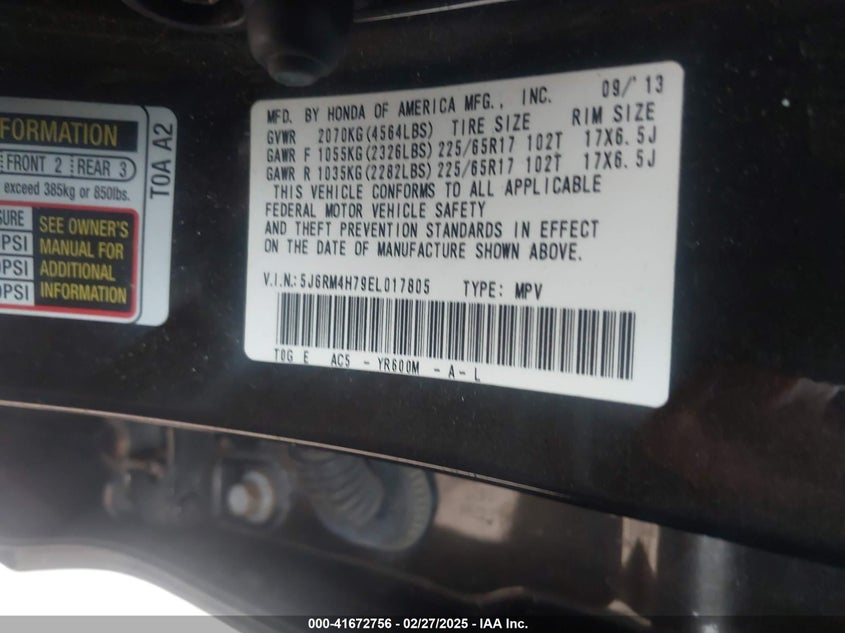 FORMATION
FRONT 2 REAR 3
exceed 385kg or 850lbs.
SURE
PSI
PSI
0PSI
SEE OWNER'S
MANUAL FOR
ADDITIONAL
INFORMATION
TOA A2
MFD. BY HONDA OF AMERICA MFG., INC. 09/'13
GVWR 2070KG(4564LBS) TIRE SIZE RIM SIZE
GAWR F 1055KG(2326LBS) 225/65R17 102T 17X6.5J
GAWR R 1035KG(2282LBS) 225/65R17 102T 17X6.5J
THIS VEHICLE CONFORMS TO ALL APPLICABLE
FEDERAL MOTOR VEHICLE SAFETY
AND THEFT PREVENTION STANDARDS IN EFFECT
ON THE DATE OF MANUFACTURE SHOWN ABOVE.
V.I.N.:5J6RM4H79EL017805 TYPE: MPV
TOG E AC5 - YR600M - A - L
000-41672756 - 02/27/2025 - IAA Inc.